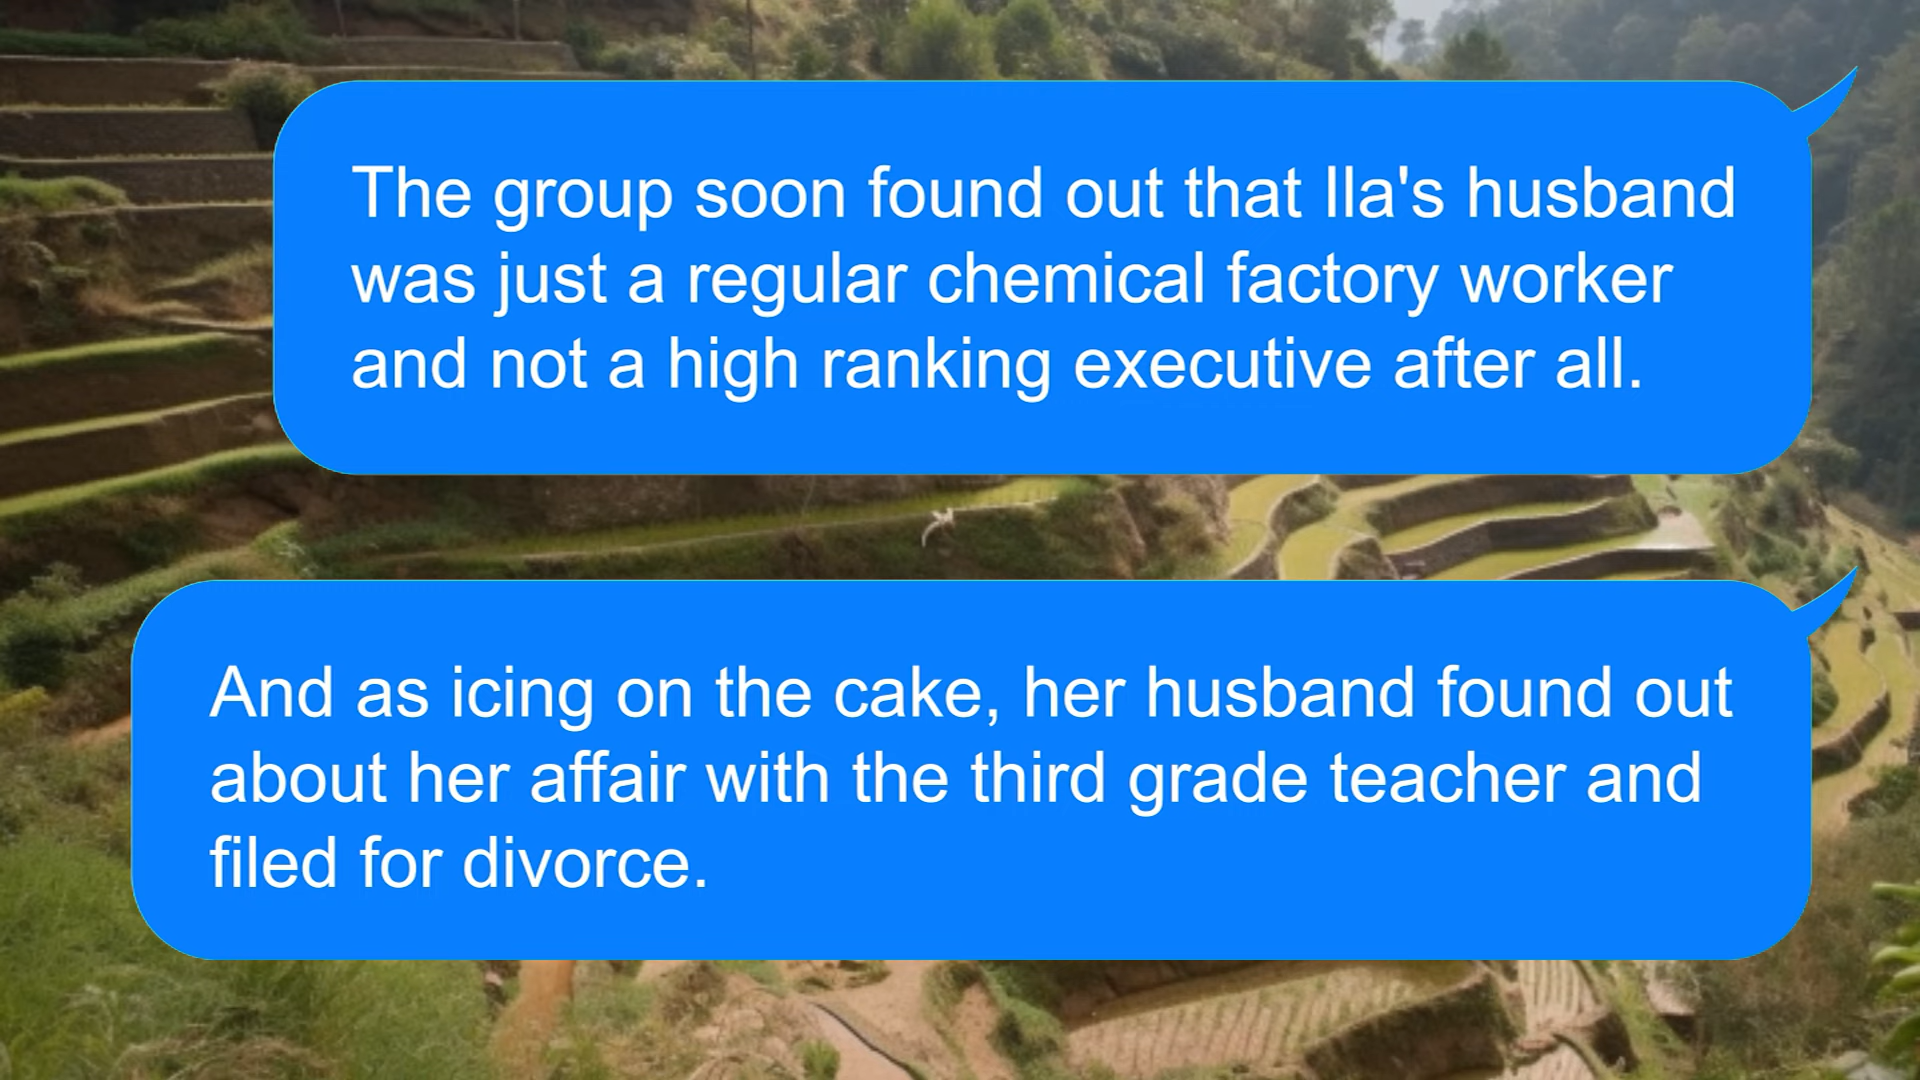 The group soon found out that Ila's husband
was just a regular chemical factory worker
and not a high ranking executive after all.
And as icing on the cake, her husband found out
about her affair with the third grade teacher and
filed for divorce.